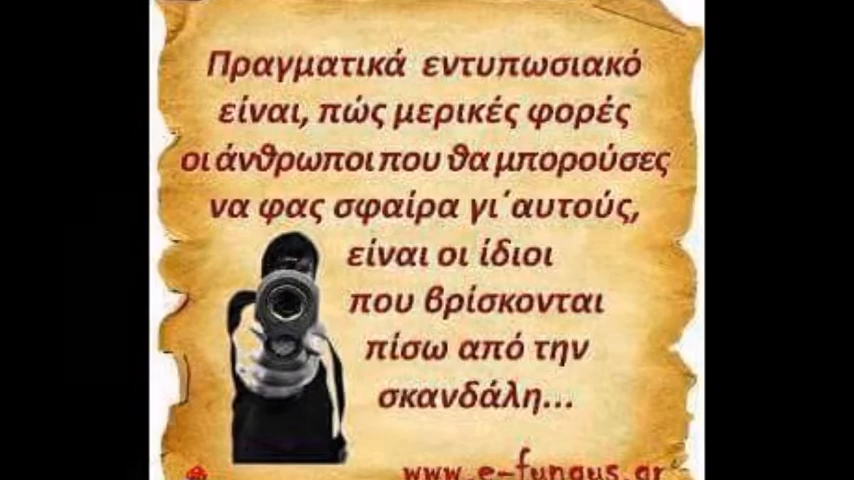 Πραγματικά εντυπωσιακό
είναι, πώς μερικές φορές
οι άνθρωποι που θα μπορούσες
να φας σφαίρα γι΄αυτούς,
είναι οι ίδιοι
που βρίσκονται
πίσω από την
σκανδάλη...
www.e-fungus.gr